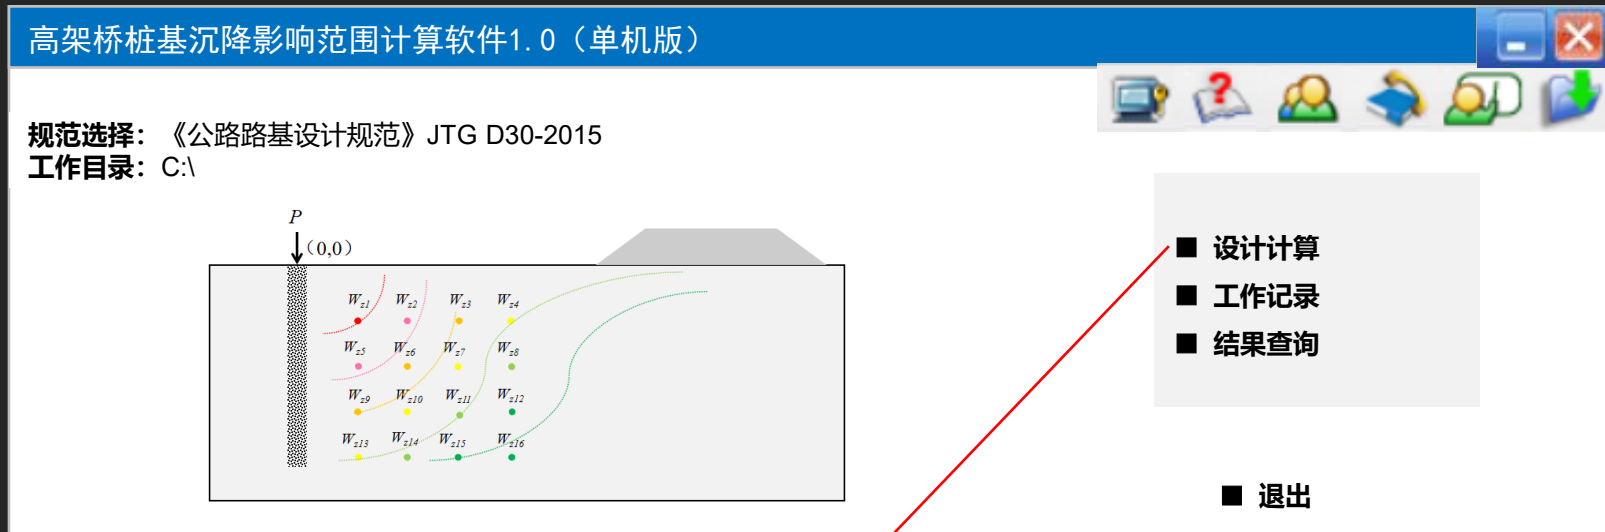 高架桥桩基沉降影响范围计算软件1.0（单机版）
规范选择：《公路路基设计规范》JTG D30-2015
工作目录：C:\
P
(0,0)
Wz1 Wz2 Wz3 Wz4
Wz5 Wz6 Wz7 Wz8
Wz9 Wz10 Wz11 Wz12
Wz13 Wz14 Wz15 Wz16
■ 设计计算
■ 工作记录
■ 结果查询
■ 退出